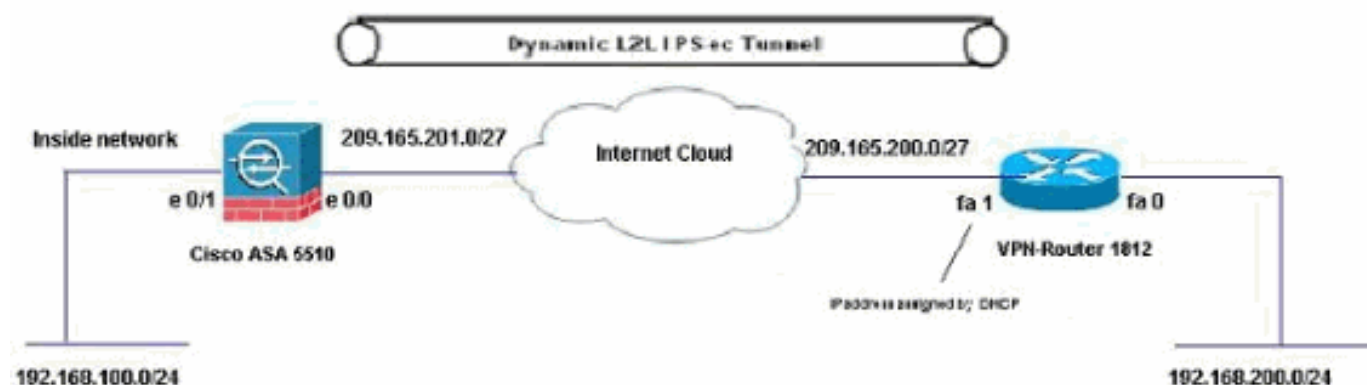 Dynamic L2L IPSec Tunnel
Inside network
209.165.201.0/27
Internet Cloud
209.165.200.0/27
e 0/1
e 0/0
fa 1
fa 0
Cisco ASA 5510
VPN-Router 1812
IP address assigned by DHCP
192.168.100.0/24
192.168.200.0/24